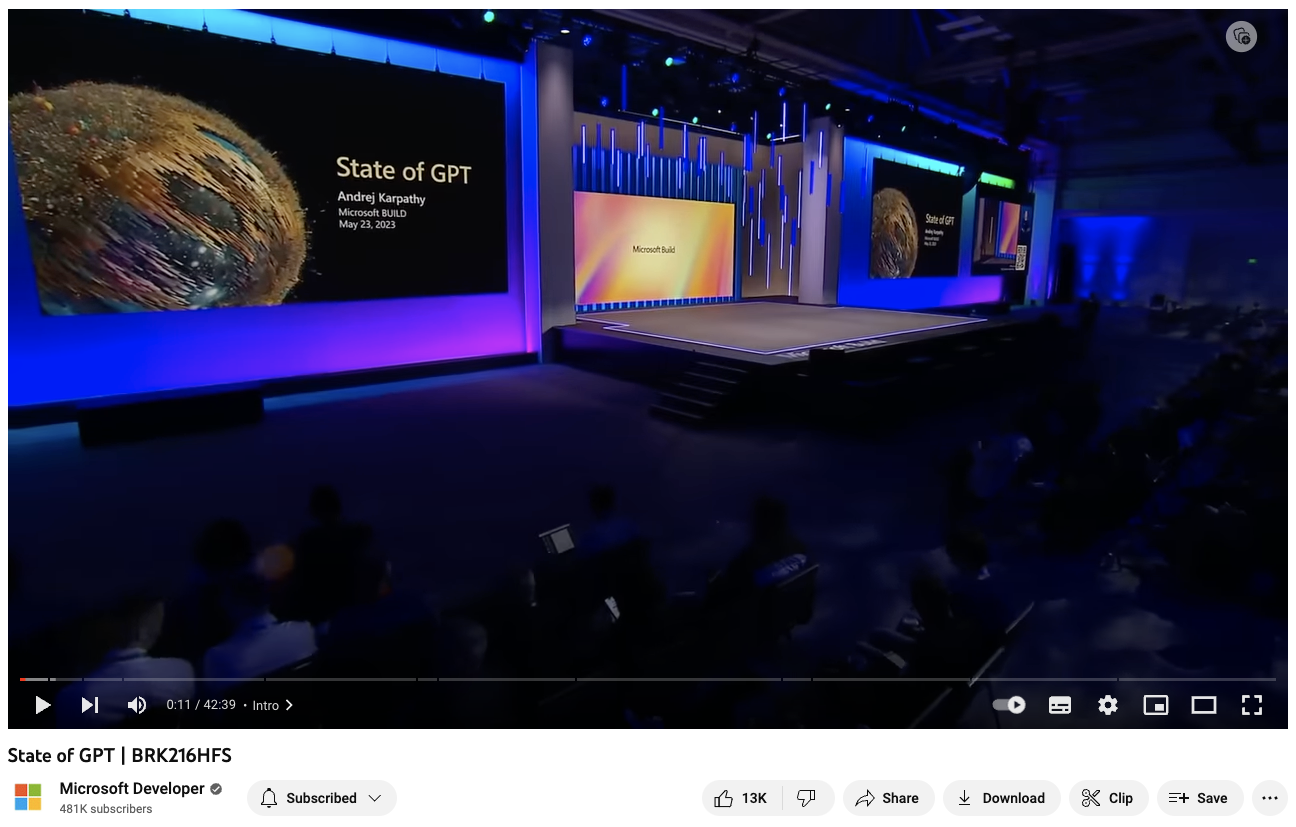 State of GPT
Andrej Karpathy
Microsoft BUILD
May 23, 2023
Microsoft Build
State of GPT
Andrej Karpathy
0:11 / 42:39 • Intro
State of GPT | BRK216HFS
Microsoft Developer
481K subscribers
Subscribed
13K
Share
Download
Clip
Save